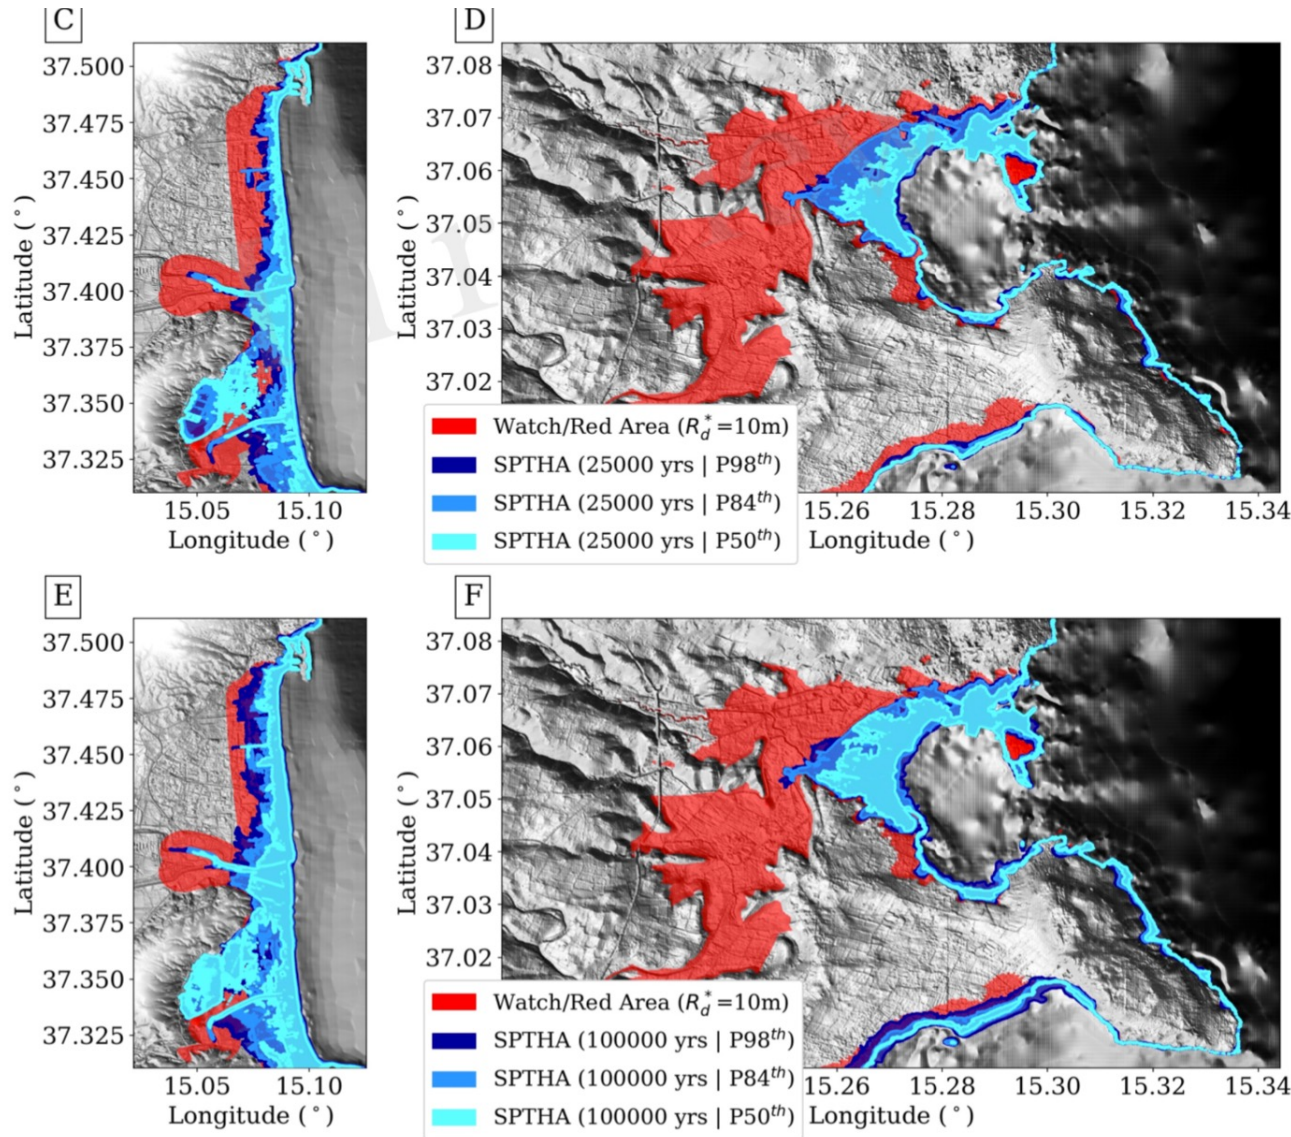 C
D
37.500
37.475
37.450
37.425
37.400
37.375
37.350
37.325
Latitude (°)
15.05 15.10
Longitude (°)
37.08
37.07
37.06
37.05
37.04
37.03
37.02
Latitude (°)
Watch/Red Area (R*d=10m)
SPTHA (25000 yrs | P98th)
SPTHA (25000 yrs | P84th)
SPTHA (25000 yrs | P50th)
15.26 15.28 15.30 15.32 15.34
Longitude (°)
E
F
37.500
37.475
37.450
37.425
37.400
37.375
37.350
37.325
Latitude (°)
15.05 15.10
Longitude (°)
37.08
37.07
37.06
37.05
37.04
37.03
37.02
Latitude (°)
Watch/Red Area (R*d=10m)
SPTHA (100000 yrs | P98th)
SPTHA (100000 yrs | P84th)
SPTHA (100000 yrs | P50th)
15.26 15.28 15.30 15.32 15.34
Longitude (°)